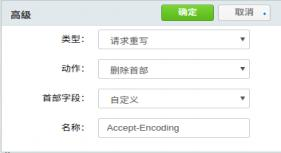 高级 确定 取消
类型： 请求重写
动作： 删除首部
首部字段： 自定义
名称： Accept-Encoding